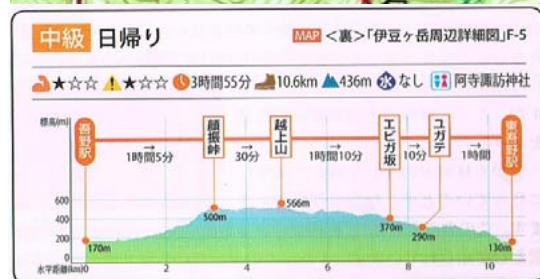 中級 日帰り MAP <裏>「伊豆ヶ岳周辺詳細図」F-5
★☆☆ ★☆☆ 3時間55分 10.6km 436m 水 なし 阿寺諏訪神社
標高(m)
吾野駅 → 1時間5分 顔振峠 → 30分 越上山 → 1時間10分 エビガ坂 → 10分 ユガテ → 1時間 東吾野駅
600
400
200
0
170m 500m 566m 370m 290m 130m
水平距離(km) 0 2 4 6 8 10